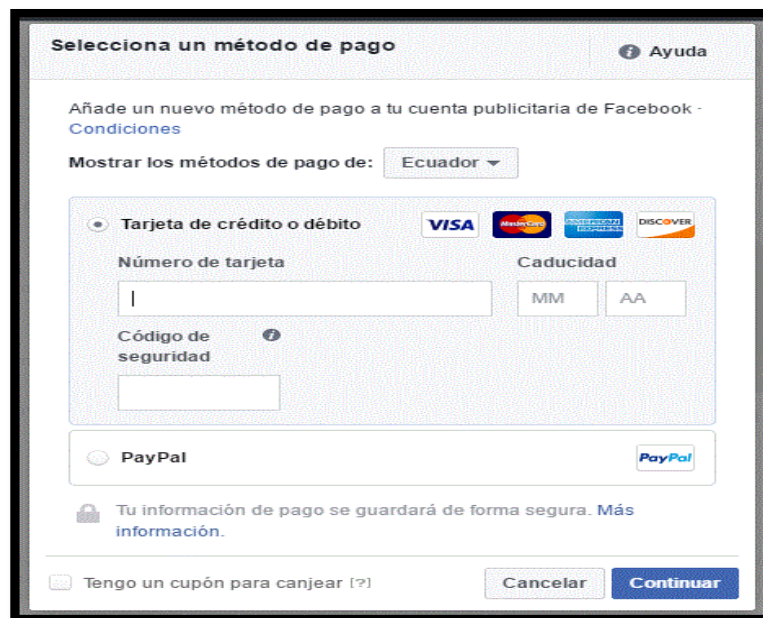 Selecciona un método de pago
Ayuda
Añade un nuevo método de pago a tu cuenta publicitaria de Facebook ·
Condiciones
Mostrar los métodos de pago de: Ecuador
Tarjeta de crédito o débito VISA MasterCard AMERICAN EXPRESS DISCOVER
Número de tarjeta Caducidad
MM AA
Código de
seguridad
PayPal PayPal
Tu información de pago se guardará de forma segura. Más
información.
Tengo un cupón para canjear [?] Cancelar Continuar